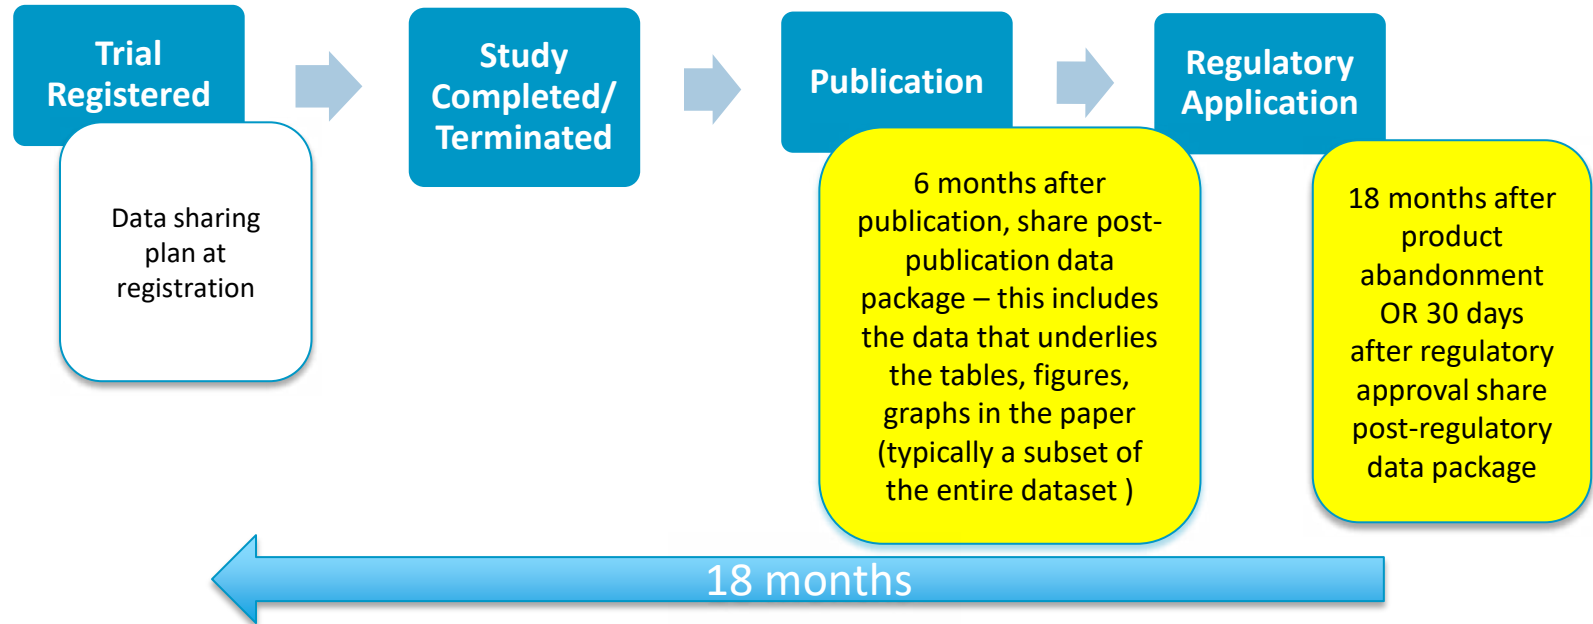 Trial
Registered
Data sharing
plan at
registration
Study
Completed/
Terminated
Publication
6 months after
publication, share post-
publication data
package – this includes
the data that underlies
the tables, figures,
graphs in the paper
(typically a subset of
the entire dataset )
Regulatory
Application
18 months after
product
abandonment
OR 30 days
after regulatory
approval share
post-regulatory
data package
18 months